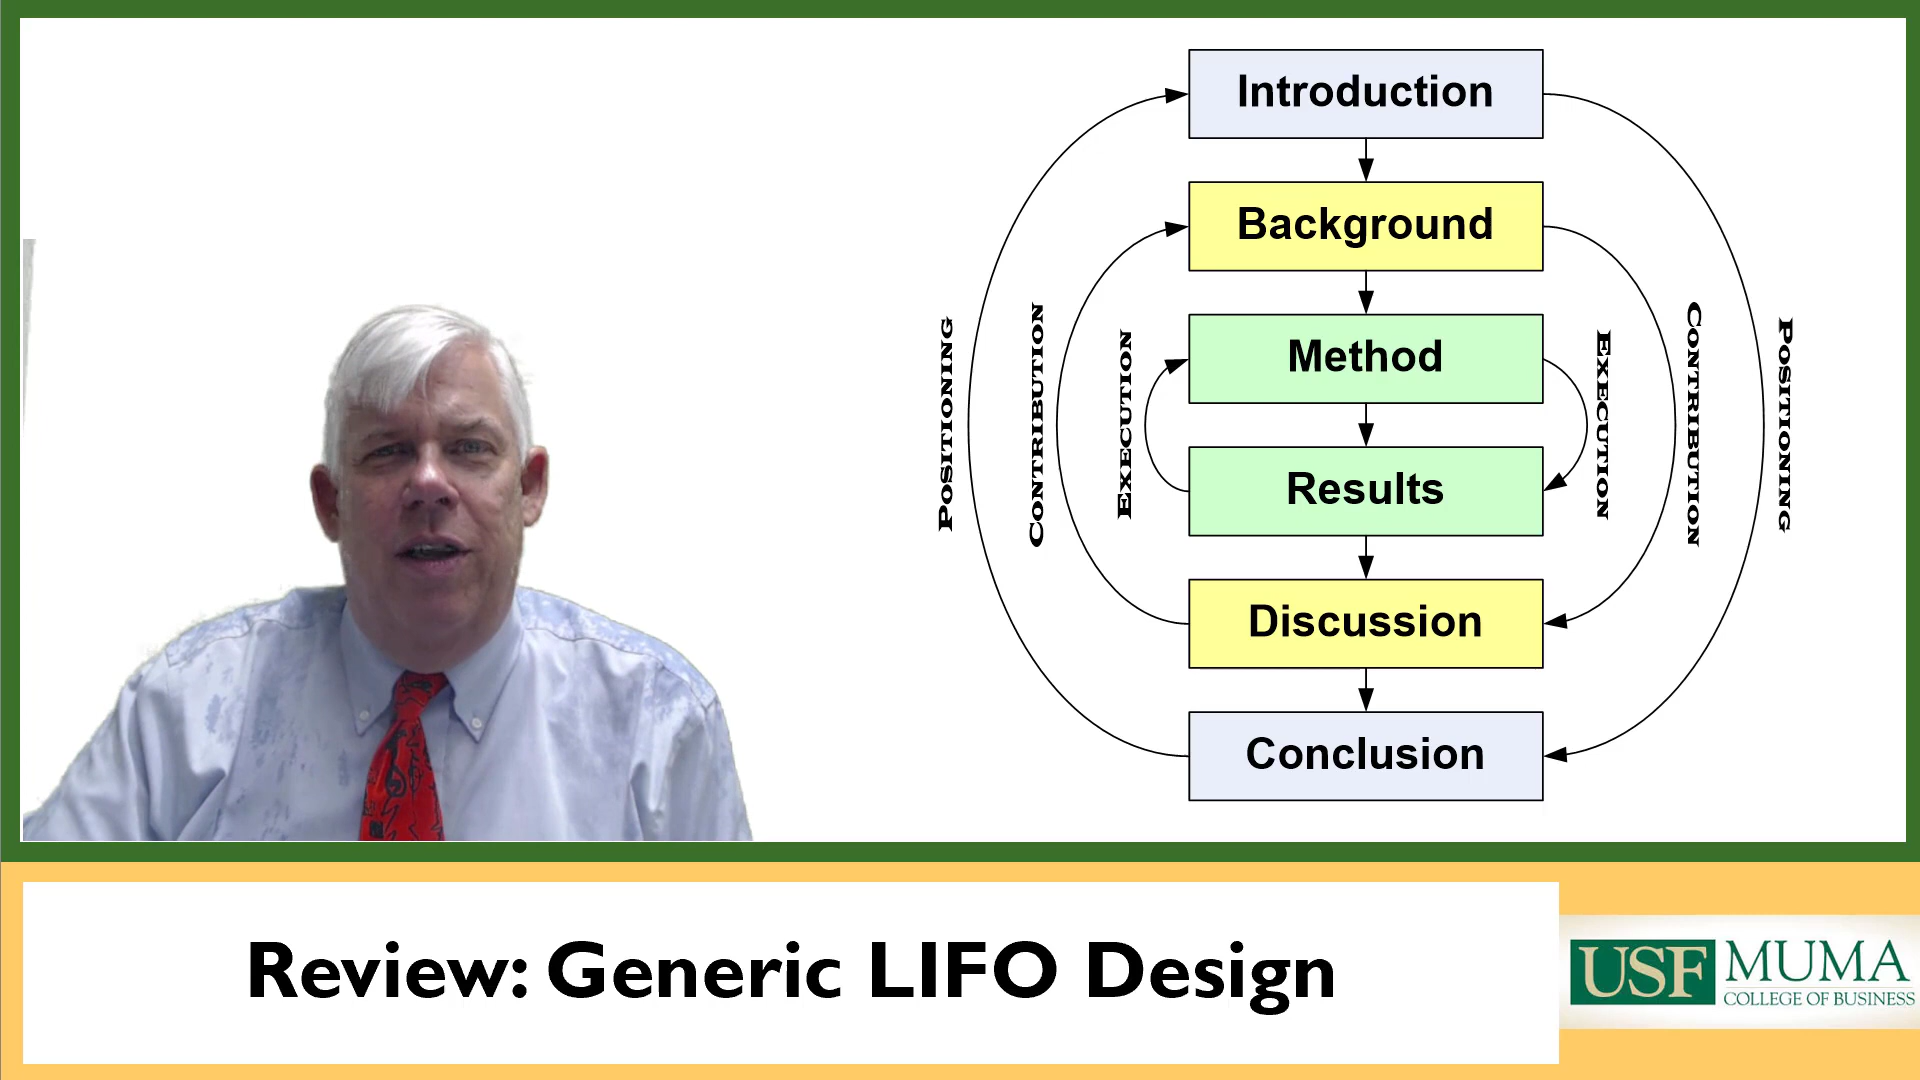 Introduction
Background
Method
Results
Discussion
Conclusion
POSITIONING
CONTRIBUTION
EXECUTION
EXECUTION
CONTRIBUTION
POSITIONING
Review: Generic LIFO Design
USF MUMA
COLLEGE OF BUSINESS